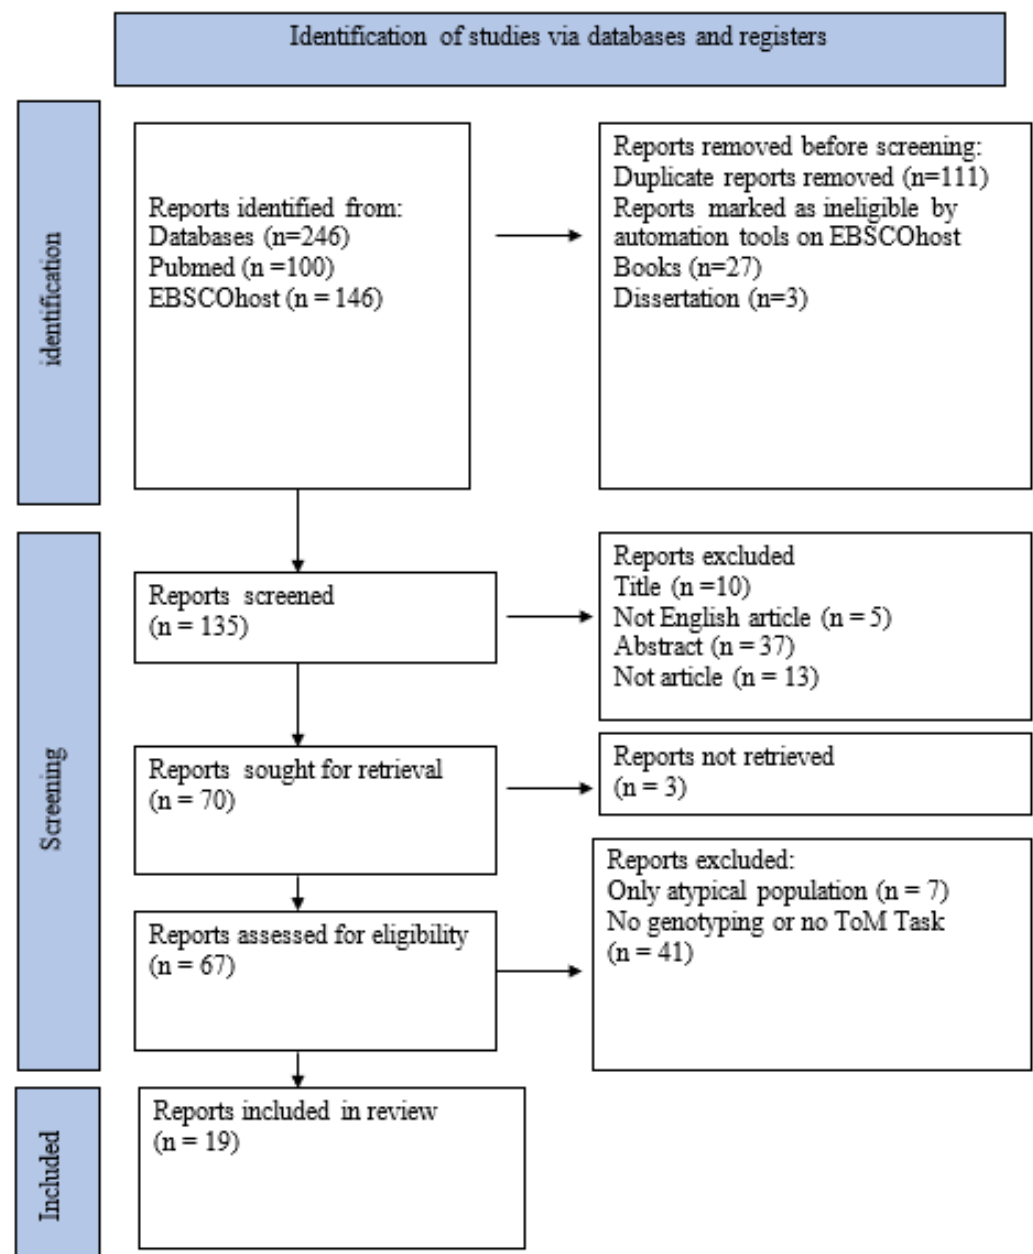 Identification of studies via databases and registers
identification
Reports identified from:
Databases (n=246)
Pubmed (n =100)
EBSCOhost (n = 146)
Reports removed before screening:
Duplicate reports removed (n=111)
Reports marked as ineligible by
automation tools on EBSCOhost
Books (n=27)
Dissertation (n=3)
Screening
Reports screened
(n = 135)
Reports excluded
Title (n =10)
Not English article (n = 5)
Abstract (n = 37)
Not article (n = 13)
Reports sought for retrieval
(n = 70)
Reports not retrieved
(n = 3)
Reports assessed for eligibility
(n = 67)
Reports excluded:
Only atypical population (n = 7)
No genotyping or no ToM Task
(n = 41)
Included
Reports included in review
(n = 19)